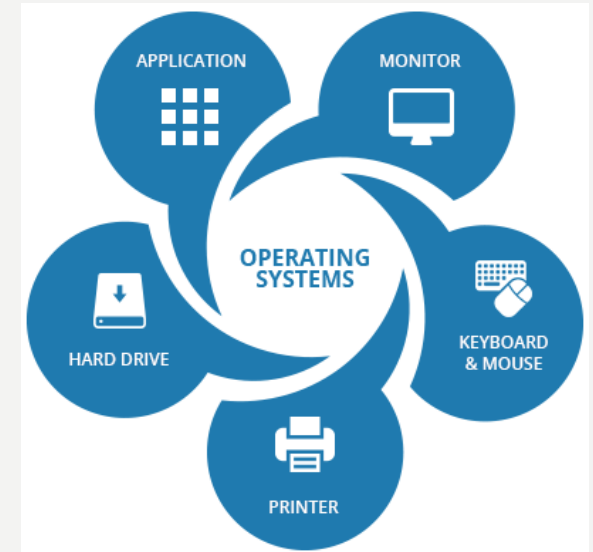 APPLICATION
MONITOR
OPERATING
SYSTEMS
HARD DRIVE
KEYBOARD
& MOUSE
PRINTER